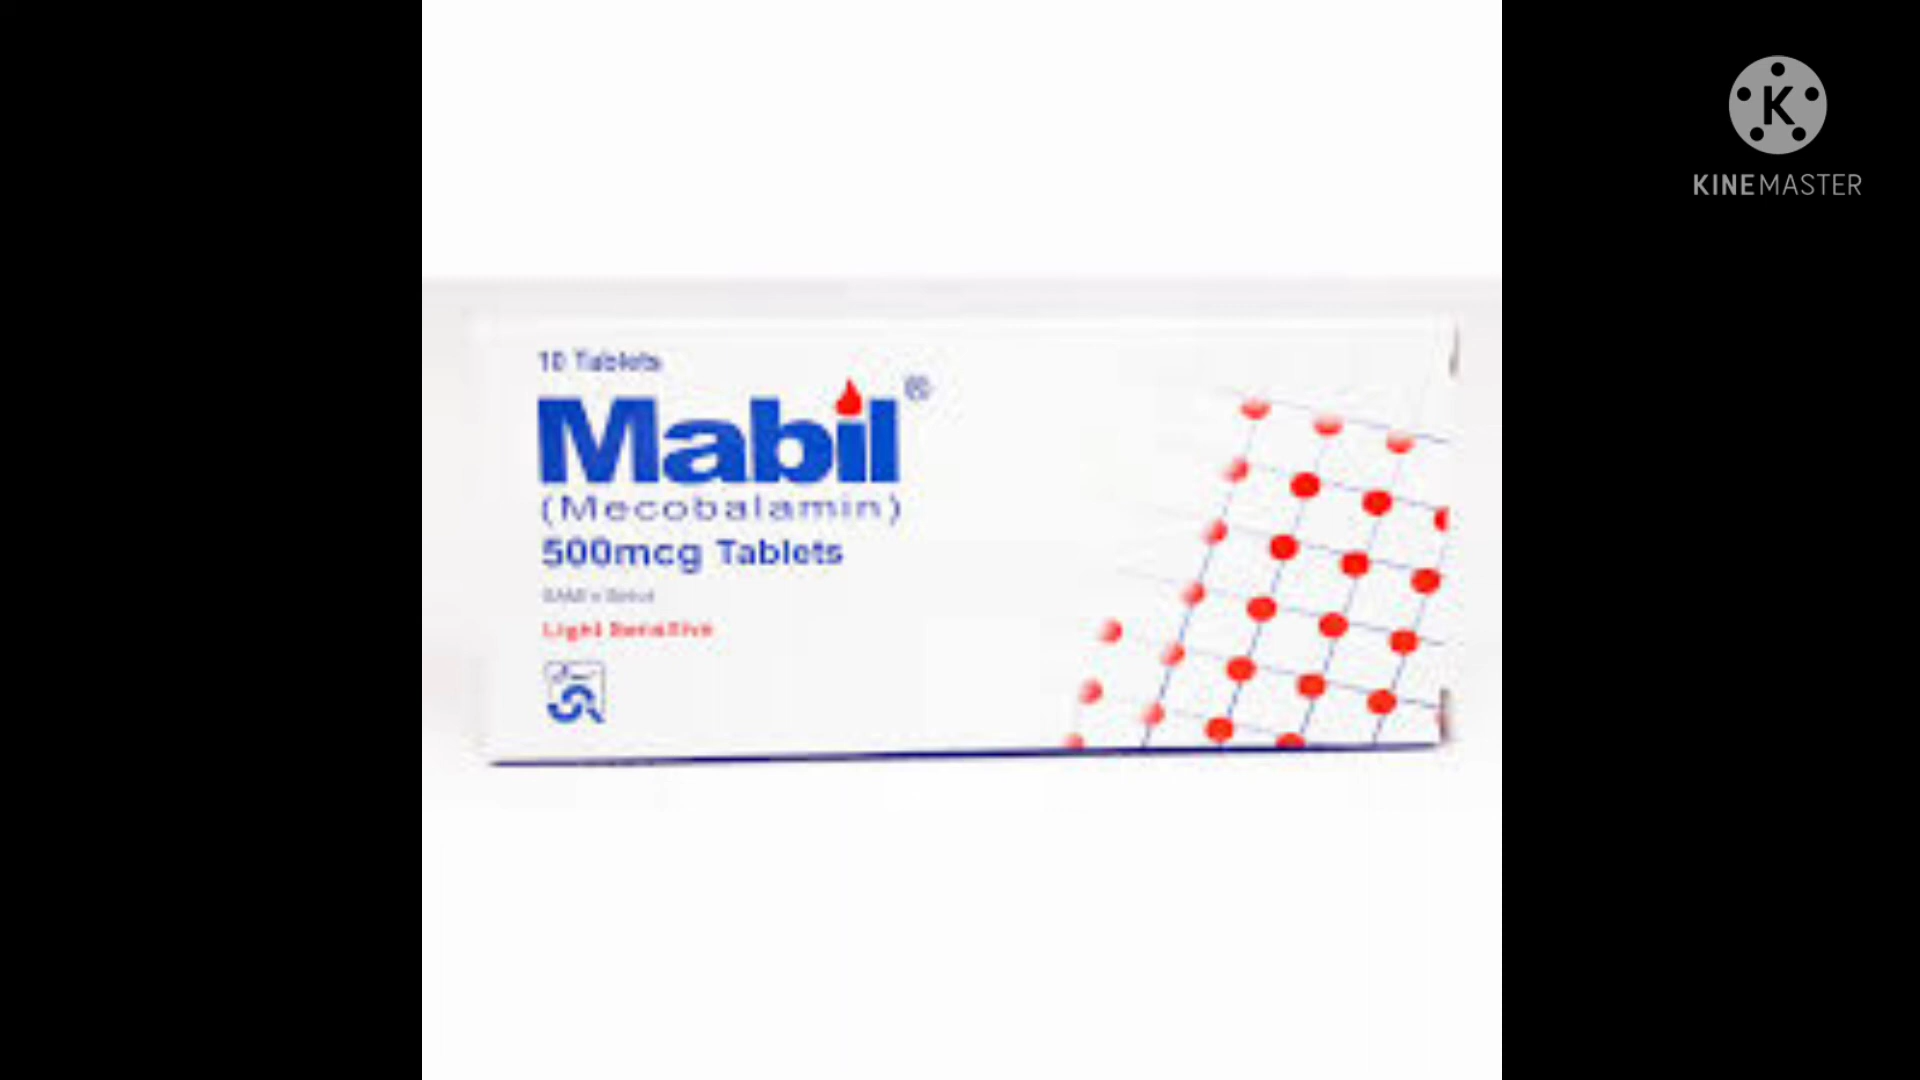 10 Tablets
Mabil®
(Mecobalamin)
500mcg Tablets
Light Sensitive
K
KINEMASTER